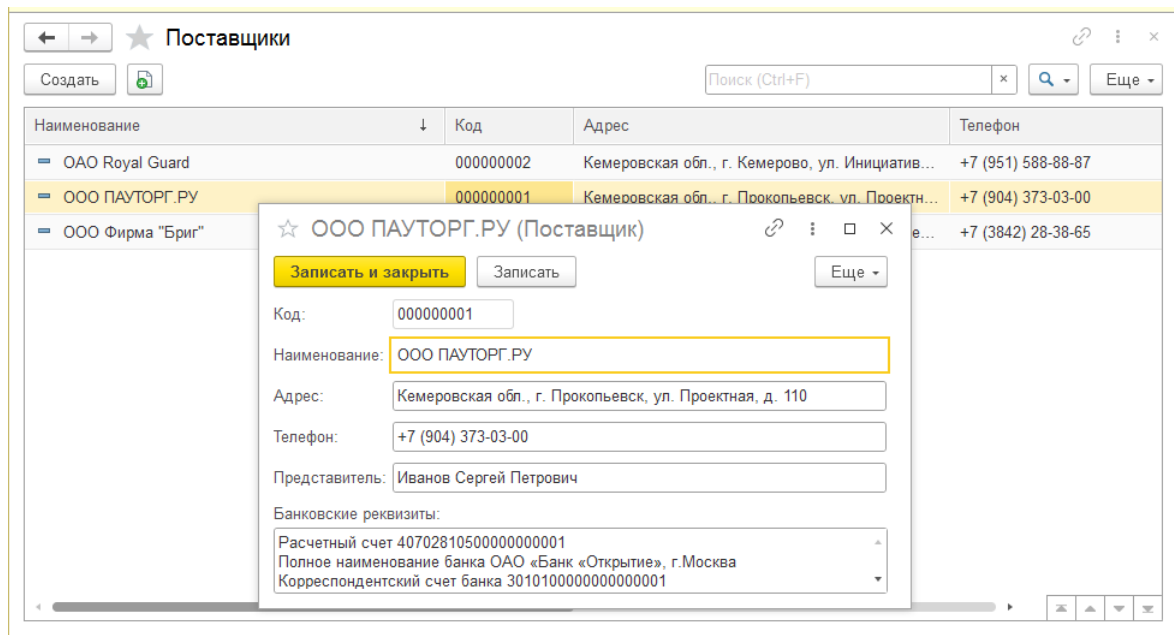 Поставщики
Создать
Поиск (Ctrl+F)
Еще
Наименование Код Адрес Телефон
ОАО Royal Guard 000000002 Кемеровская обл., г. Кемерово, ул. Инициатив... +7 (951) 588-88-87
ООО ПАУТОРГ.РУ 000000001 Кемеровская обл., г. Прокопьевск, ул. Проектн... +7 (904) 373-03-00
ООО Фирма "Бриг" е... +7 (3842) 28-38-65
ООО ПАУТОРГ.РУ (Поставщик)
Записать и закрыть Записать Еще
Код: 000000001
Наименование: ООО ПАУТОРГ.РУ
Адрес: Кемеровская обл., г. Прокопьевск, ул. Проектная, д. 110
Телефон: +7 (904) 373-03-00
Представитель: Иванов Сергей Петрович
Банковские реквизиты:
Расчетный счет 40702810500000000001
Полное наименование банка ОАО «Банк «Открытие», г.Москва
Корреспондентский счет банка 3010100000000000001